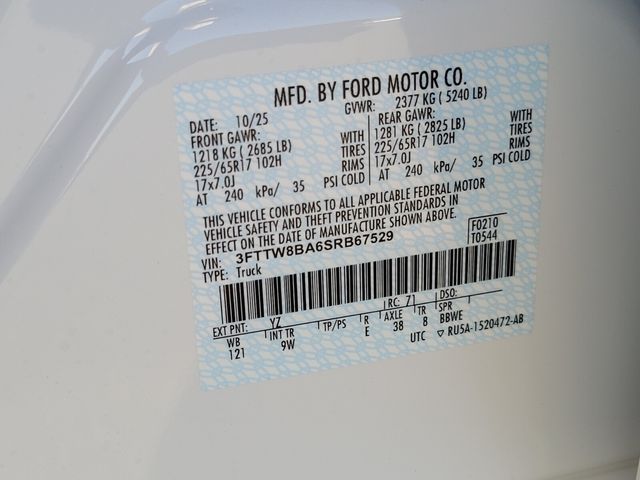 MFD. BY FORD MOTOR CO.
DATE: 10/25 GVWR: 2377 KG ( 5240 LB)
FRONT GAWR: REAR GAWR:
1218 KG ( 2685 LB) WITH 1281 KG ( 2825 LB) WITH
225/65R17 102H TIRES 225/65R17 102H TIRES
17x7.0J RIMS 17x7.0J RIMS
AT 240 kPa/ 35 PSI COLD AT 240 kPa/ 35 PSI COLD
THIS VEHICLE CONFORMS TO ALL APPLICABLE FEDERAL MOTOR
VEHICLE SAFETY AND THEFT PREVENTION STANDARDS IN
EFFECT ON DATE OF MANUFACTURE SHOWN ABOVE.
VIN: 3FTTW8BA6SRB67529 F0210
TYPE: Truck T0544
EXT PNT: YZ RC: 71 DSO:
WB INT TR TP/PS R AXLE TR SPR
121 9W E 38 8 BBWE
UTC ▽ RU5A-1520472-AB